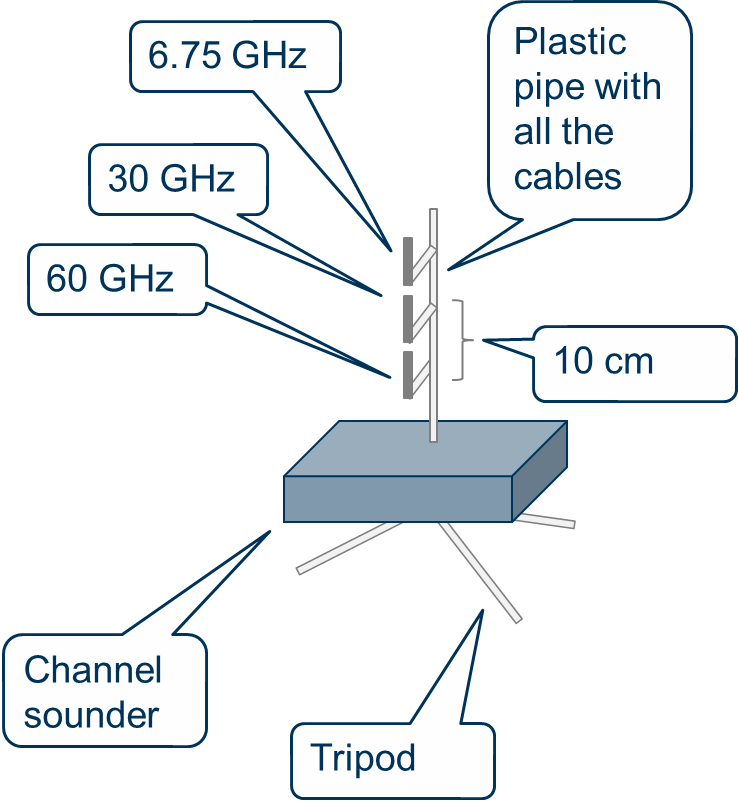 6.75 GHz
Plastic
pipe with
all the
cables
30 GHz
60 GHz
10 cm
Channel
sounder
Tripod